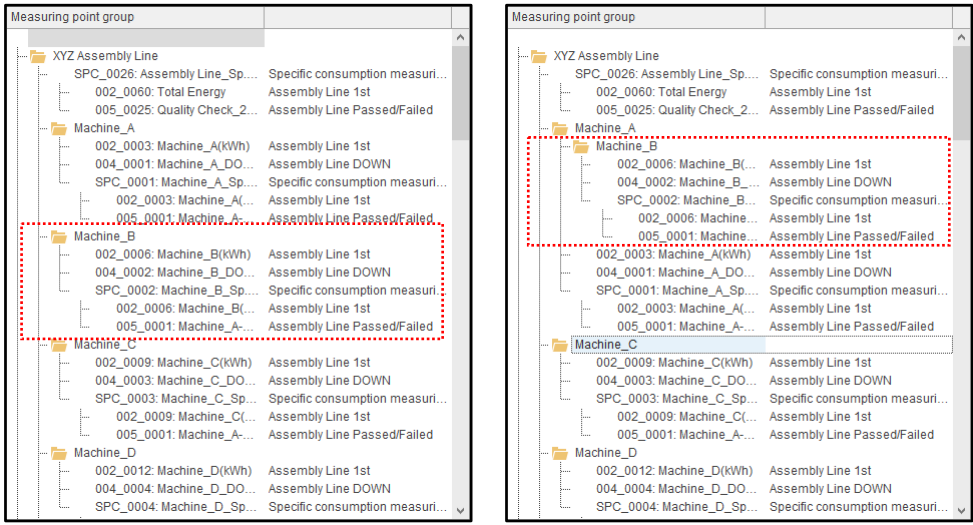 Measuring point group
XYZ Assembly Line
SPC_0026: Assembly Line_Sp.... Specific consumption measuri...
002_0060: Total Energy Assembly Line 1st
005_0025: Quality Check_2... Assembly Line Passed/Failed
Machine_A
002_0003: Machine_A(kWh) Assembly Line 1st
004_0001: Machine_A_DO... Assembly Line DOWN
SPC_0001: Machine_A_Sp.... Specific consumption measuri...
002_0003: Machine_A(... Assembly Line 1st
005_0001: Machine_A-... Assembly Line Passed/Failed
Machine_B
002_0006: Machine_B(kWh) Assembly Line 1st
004_0002: Machine_B_DO... Assembly Line DOWN
SPC_0002: Machine_B_Sp.... Specific consumption measuri...
002_0006: Machine_B(... Assembly Line 1st
005_0001: Machine_A-... Assembly Line Passed/Failed
Machine_C
002_0009: Machine_C(kWh) Assembly Line 1st
004_0003: Machine_C_DO... Assembly Line DOWN
SPC_0003: Machine_C_Sp... Specific consumption measuri...
002_0009: Machine_C(... Assembly Line 1st
005_0001: Machine_A-... Assembly Line Passed/Failed
Machine_D
002_0012: Machine_D(kWh) Assembly Line 1st
004_0004: Machine_D_DO... Assembly Line DOWN
SPC_0004: Machine_D_Sp... Specific consumption measuri...
Measuring point group
XYZ Assembly Line
SPC_0026: Assembly Line_Sp.... Specific consumption measuri...
002_0060: Total Energy Assembly Line 1st
005_0025: Quality Check_2... Assembly Line Passed/Failed
Machine_A
Machine_B
002_0006: Machine_B(... Assembly Line 1st
004_0002: Machine_B_... Assembly Line DOWN
SPC_0002: Machine_B... Specific consumption measuri...
002_0006: Machine... Assembly Line 1st
005_0001: Machine... Assembly Line Passed/Failed
002_0003: Machine_A(kWh) Assembly Line 1st
004_0001: Machine_A_DO... Assembly Line DOWN
SPC_0001: Machine_A_Sp.... Specific consumption measuri...
002_0003: Machine_A(... Assembly Line 1st
005_0001: Machine_A-... Assembly Line Passed/Failed
Machine_C
002_0009: Machine_C(kWh) Assembly Line 1st
004_0003: Machine_C_DO... Assembly Line DOWN
SPC_0003: Machine_C_Sp... Specific consumption measuri...
002_0009: Machine_C(... Assembly Line 1st
005_0001: Machine_A-... Assembly Line Passed/Failed
Machine_D
002_0012: Machine_D(kWh) Assembly Line 1st
004_0004: Machine_D_DO... Assembly Line DOWN
SPC_0004: Machine_D_Sp... Specific consumption measuri...